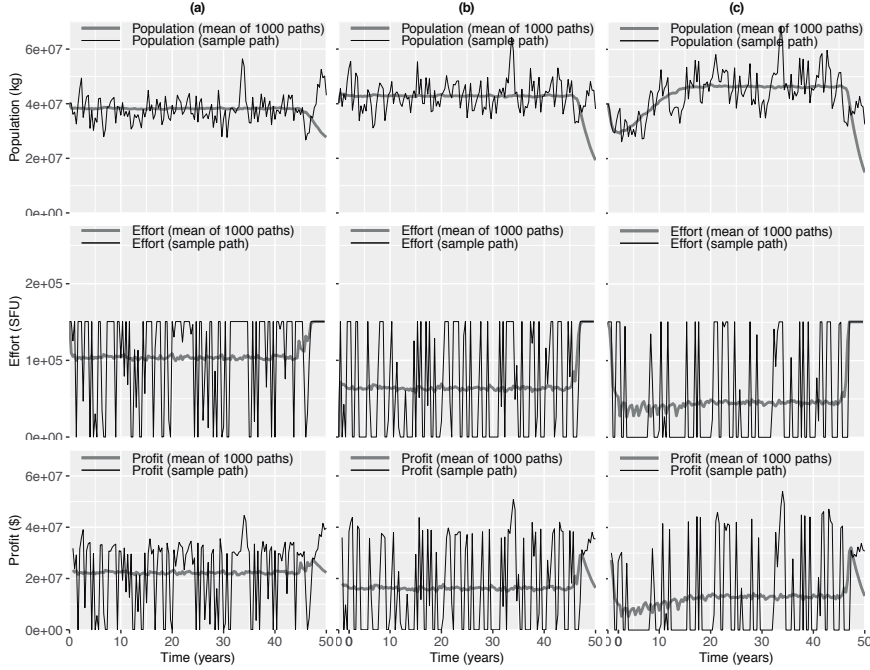 (a) (b) (c)
Population (mean of 1000 paths) Population (mean of 1000 paths) Population (mean of 1000 paths)
Population (sample path) Population (sample path) Population (sample path)
6e+07
4e+07
2e+07
0e+00
Population (kg)
Effort (mean of 1000 paths) Effort (mean of 1000 paths) Effort (mean of 1000 paths)
Effort (sample path) Effort (sample path) Effort (sample path)
2e+05
1e+05
0e+00
Effort (SFU)
Profit (mean of 1000 paths) Profit (mean of 1000 paths) Profit (mean of 1000 paths)
Profit (sample path) Profit (sample path) Profit (sample path)
6e+07
4e+07
2e+07
0e+00
Profit ($)
0 10 20 30 40 50 0 10 20 30 40 50 0 10 20 30 40 50
Time (years) Time (years) Time (years)